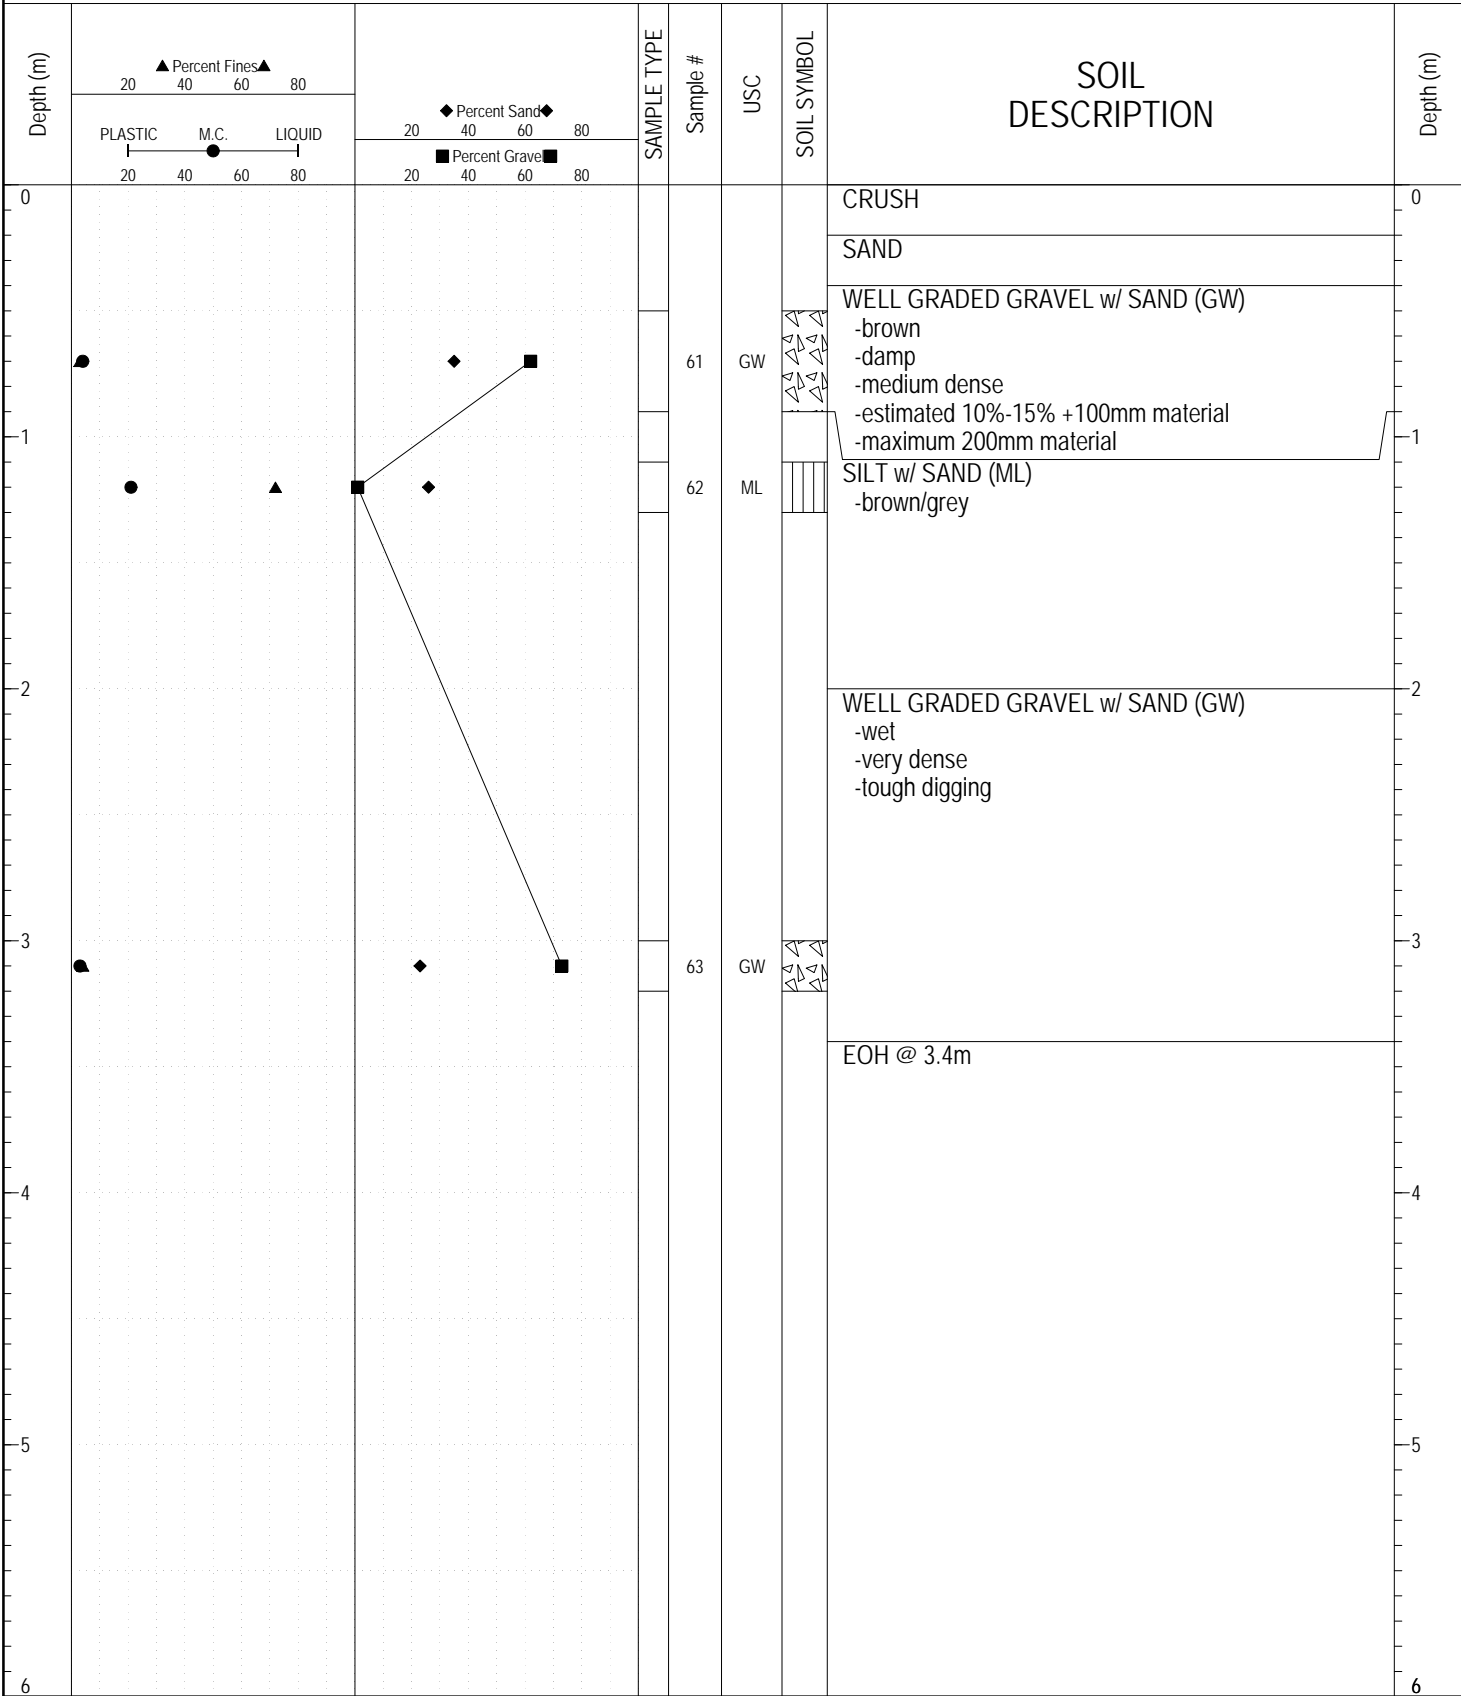 Depth (m)
Percent Fines
20 40 60 80
PLASTIC M.C. LIQUID
20 40 60 80
Percent Sand
20 40 60 80
Percent Gravel
20 40 60 80
SAMPLE TYPE
Sample #
USC
SOIL SYMBOL
SOIL
DESCRIPTION
Depth (m)
0 CRUSH 0
SAND
WELL GRADED GRAVEL w/ SAND (GW)
-brown
61 GW -damp
-medium dense
-estimated 10%-15% +100mm material
1 -maximum 200mm material 1
SILT w/ SAND (ML)
62 ML -brown/grey
2 2
WELL GRADED GRAVEL w/ SAND (GW)
-wet
-very dense
-tough digging
3 3
63 GW
EOH @ 3.4m
4 4
5 5
6 6